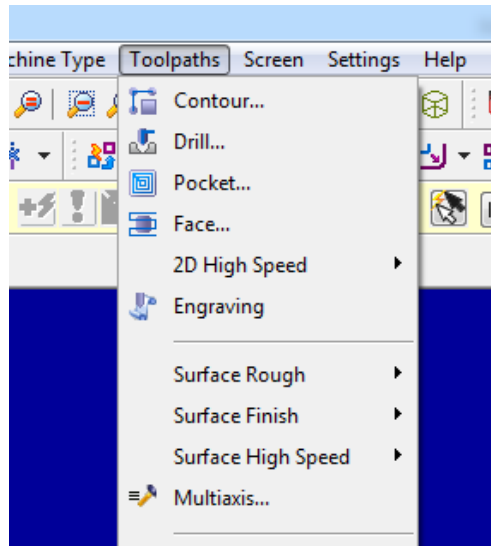 chine Type Toolpaths Screen Settings Help
Contour...
Drill...
Pocket...
Face...
2D High Speed
Engraving
Surface Rough
Surface Finish
Surface High Speed
Multiaxis...